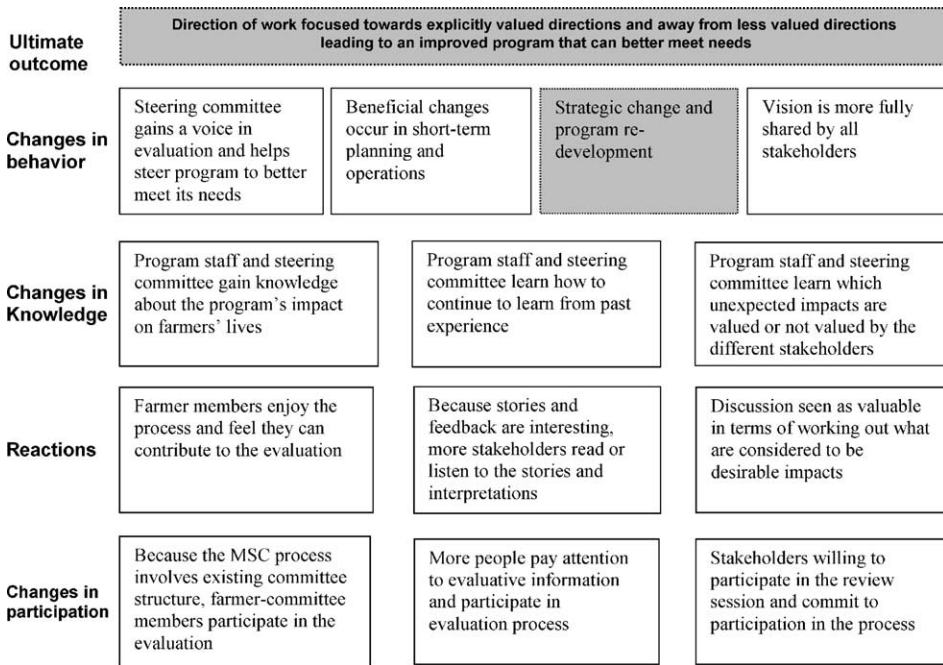 Direction of work focused towards explicitly valued directions and away from less valued directions
leading to an improved program that can better meet needs
Ultimate
outcome
Changes in
behavior
Steering committee
gains a voice in
evaluation and helps
steer program to better
meet its needs
Beneficial changes
occur in short-term
planning and
operations
Strategic change and
program re-
development
Vision is more fully
shared by all
stakeholders
Changes in
Knowledge
Program staff and steering
committee gain knowledge
about the program's impact
on farmers' lives
Program staff and steering
committee learn how to
continue to learn from past
experience
Program staff and steering
committee learn which
unexpected impacts are
valued or not valued by the
different stakeholders
Reactions
Farmer members enjoy the
process and feel they can
contribute to the evaluation
Because stories and
feedback are interesting,
more stakeholders read or
listen to the stories and
interpretations
Discussion seen as valuable
in terms of working out what
are considered to be
desirable impacts
Changes in
participation
Because the MSC process
involves existing committee
structure, farmer-committee
members participate in the
evaluation
More people pay attention
to evaluative information
and participate in
evaluation process
Stakeholders willing to
participate in the review
session and commit to
participation in the process